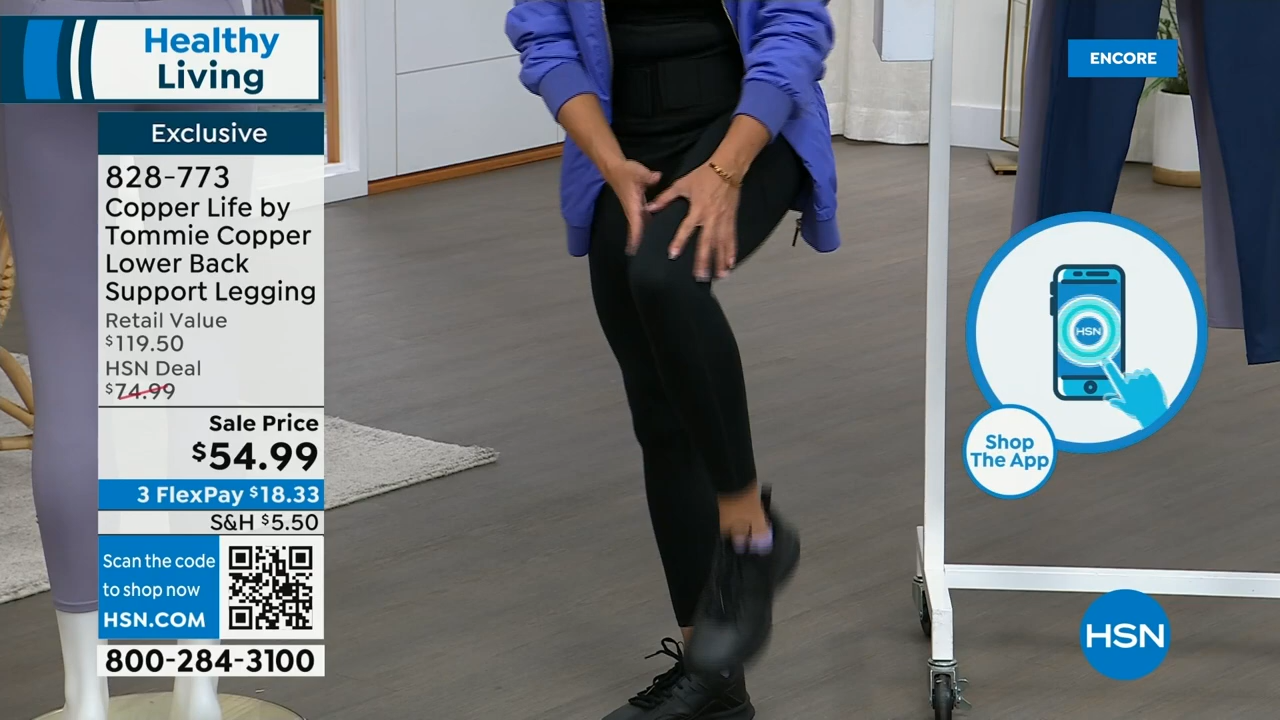 Healthy
Living
ENCORE
Exclusive
828-773
Copper Life by
Tommie Copper
Lower Back
Support Legging
Retail Value
$119.50
HSN Deal
$74.99
Sale Price
$54.99
3 FlexPay $18.33
S&H $5.50
Scan the code
to shop now
HSN.COM
800-284-3100
HSN
Shop
The App
HSN